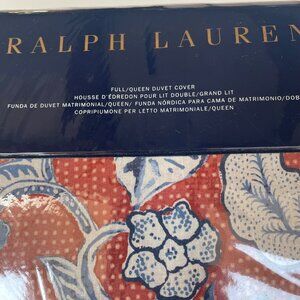 RALPH LAUREN
FULL/QUEEN DUVET COVER
HOUSSE D'ÉDREDON POUR LIT DOUBLE/GRAND LIT
FUNDA DE DUVET MATRIMONIAL/QUEEN/ FUNDA NÓRDICA PARA CAMA DE MATRIMONIO/DOB
COPRIPIUMONE PER LETTO MATRIMONIALE/QUEEN